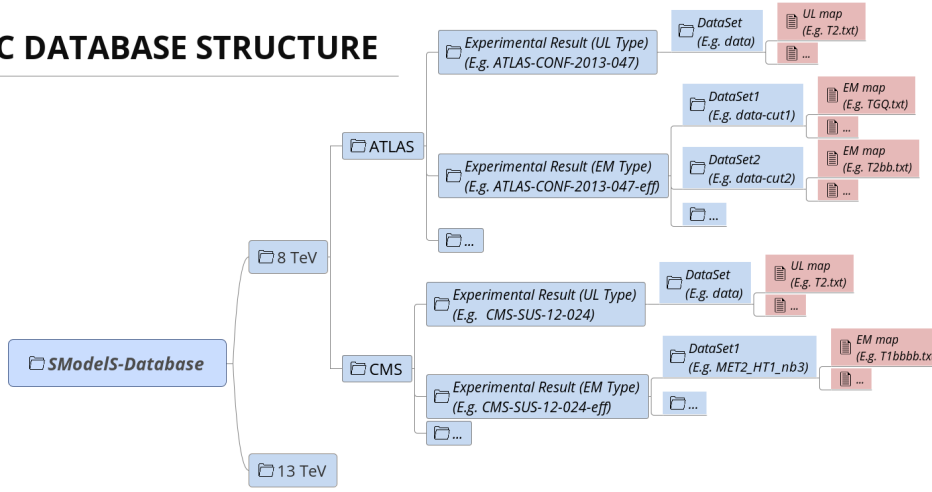 C DATABASE STRUCTURE
DataSet
(E.g. data)
UL map
(E.g. T2.txt)
...
Experimental Result (UL Type)
(E.g. ATLAS-CONF-2013-047)
DataSet1
(E.g. data-cut1)
EM map
(E.g. TGQ.txt)
...
ATLAS
Experimental Result (EM Type)
(E.g. ATLAS-CONF-2013-047-eff)
DataSet2
(E.g. data-cut2)
EM map
(E.g. T2bb.txt)
...
...
...
8 TeV
Experimental Result (UL Type)
(E.g. CMS-SUS-12-024)
DataSet
(E.g. data)
UL map
(E.g. T2.txt)
...
SModelS-Database
CMS
DataSet1
(E.g. MET2_HT1_nb3)
EM map
(E.g. T1bbbb.tx
...
Experimental Result (EM Type)
(E.g. CMS-SUS-12-024-eff)
...
...
13 TeV